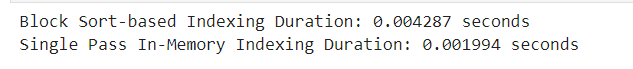 Block Sort-based Indexing Duration: 0.004287 seconds
Single Pass In-Memory Indexing Duration: 0.001994 seconds